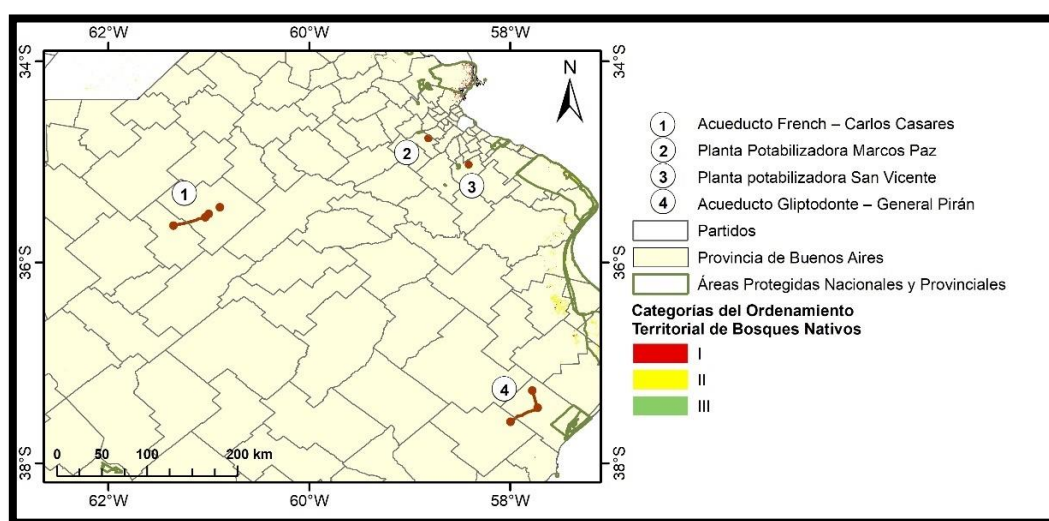 62°W 60°W 58°W
34°S 34°S
N
1 Acueducto French – Carlos Casares
2 Planta Potabilizadora Marcos Paz
3 Planta potabilizadora San Vicente
4 Acueducto Gliptodonte – General Pirán
Partidos
Provincia de Buenos Aires
Áreas Protegidas Nacionales y Provinciales
Categorías del Ordenamiento
Territorial de Bosques Nativos
I
II
III
2
3
1
36°S 36°S
4
0 50 100 200 km
38°S 38°S
62°W 60°W 58°W